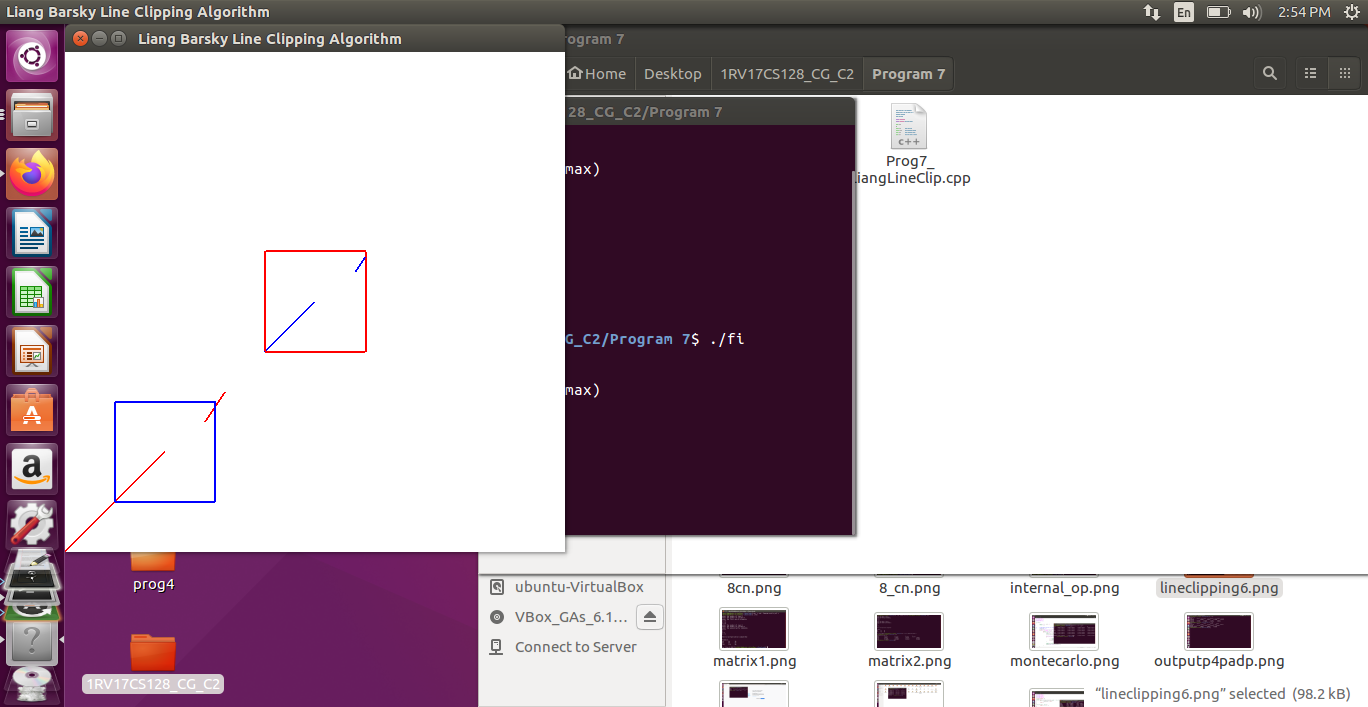 Liang Barsky Line Clipping Algorithm
En
2:54 PM
Liang Barsky Line Clipping Algorithm
rogram 7
Home
Desktop
1RV17CS128_CG_C2
Program 7
28_CG_C2/Program 7
max)
G_C2/Program 7$ ./fi
max)
c++
Prog7_
iangLineClip.cpp
prog4
1RV17CS128_CG_C2
ubuntu-VirtualBox
VBox_GAs_6.1...
Connect to Server
8cn.png
8_cn.png
internal_op.png
lineclipping6.png
matrix1.png
matrix2.png
montecarlo.png
outputp4padp.png
“lineclipping6.png” selected (98.2 kB)